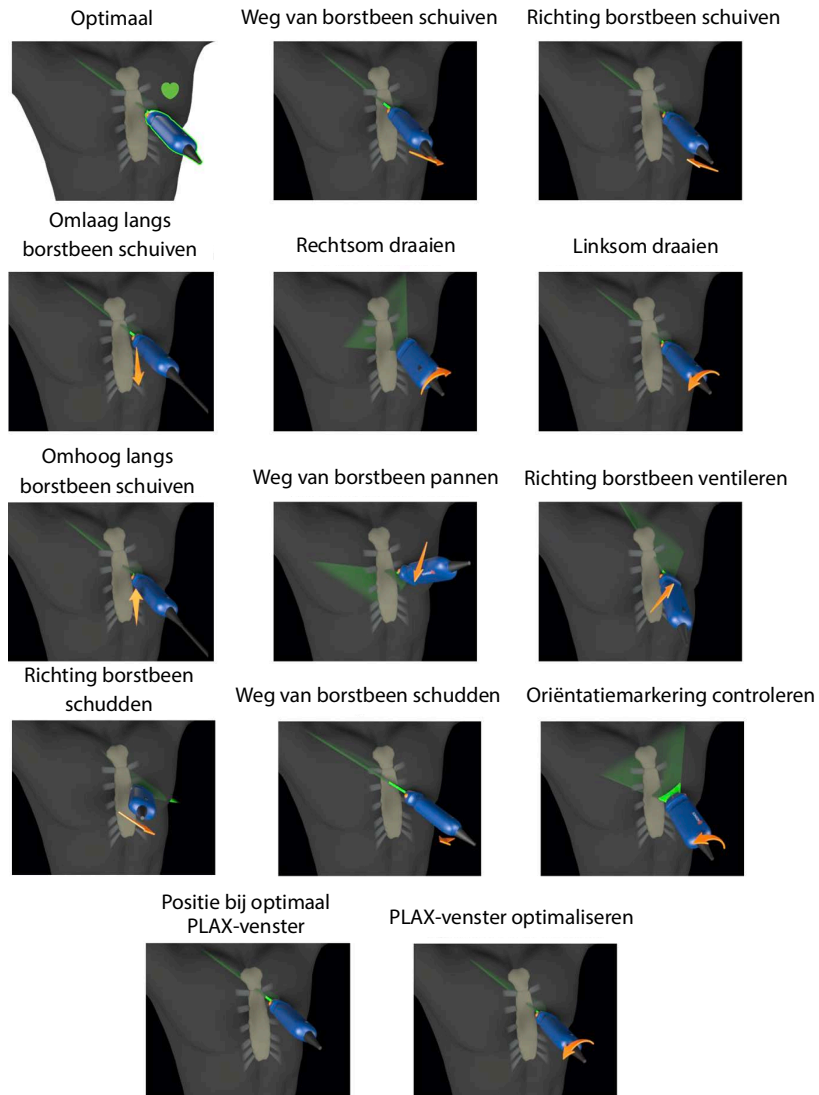 Optimaal
Weg van borstbeen schuiven
Richting borstbeen schuiven
Omlaag langs
borstbeen schuiven
Rechtsom draaien
Linksom draaien
Omhoog langs
borstbeen schuiven
Weg van borstbeen pannen
Richting borstbeen ventileren
Richting borstbeen
schudden
Weg van borstbeen schudden
Oriëntatiemarkering controleren
Positie bij optimaal
PLAX-venster
PLAX-venster optimaliseren